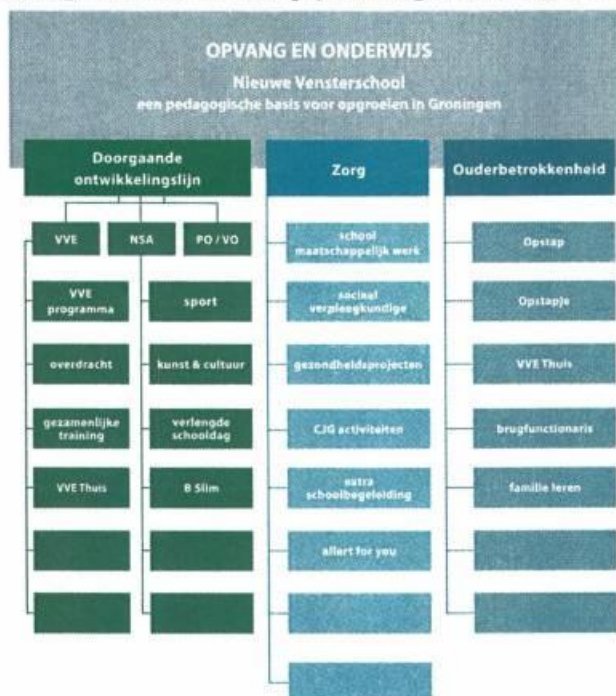 OPVANG EN ONDERWIJS
Nieuwe Vensterschool
een pedagogische basis voor opgroeien in Groningen
Doorgaande
ontwikkelingslijn
VVE
NSA
PO / VO
VVE
programma
overdracht
gezamenlijke
training
VVE Thuis
sport
kunst & cultuur
verlengde
schooldag
B Slim
Zorg
school
maatschappelijk werk
sociaal
verpleegkundige
gezondheidsprojecten
CJG activiteiten
extra
schoolbegeleiding
allert for you
Ouderbetrokkenheid
Opstap
Opstapje
VVE Thuis
brugfunctionaris
familie leren